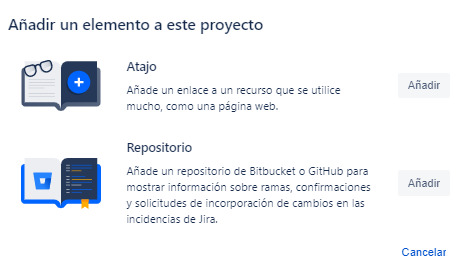 Añadir un elemento a este proyecto
Atajo
Añade un enlace a un recurso que se utilice
mucho, como una página web.
Añadir
Repositorio
Añade un repositorio de Bitbucket o GitHub para
mostrar información sobre ramas, confirmaciones
y solicitudes de incorporación de cambios en las
incidencias de Jira.
Añadir
Cancelar